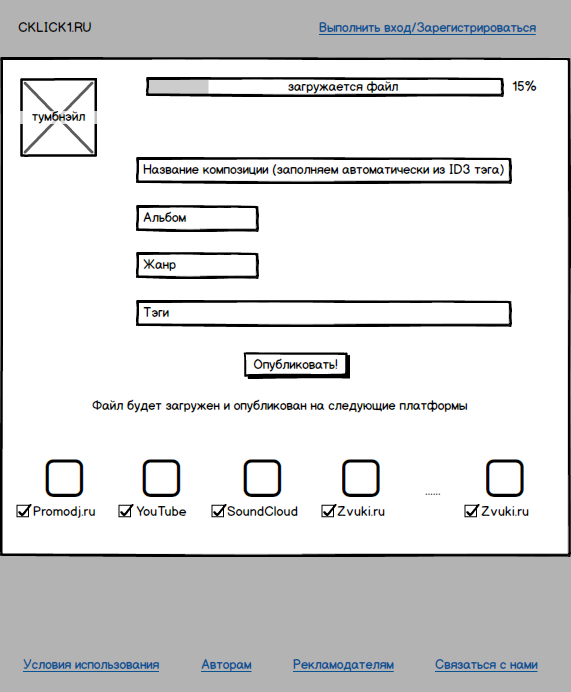 CKLICK1.RU Выполнить вход/Зарегистрироваться
загружается файл 15%
тумбнэйл
Название композиции (заполняем автоматически из ID3 тэга)
Альбом
Жанр
Тэги
Опубликовать!
Файл будет загружен и опубликован на следующие платформы
......
Promodj.ru YouTube SoundCloud Zvuki.ru Zvuki.ru
Условия использования Авторам Рекламодателям Связаться с нами